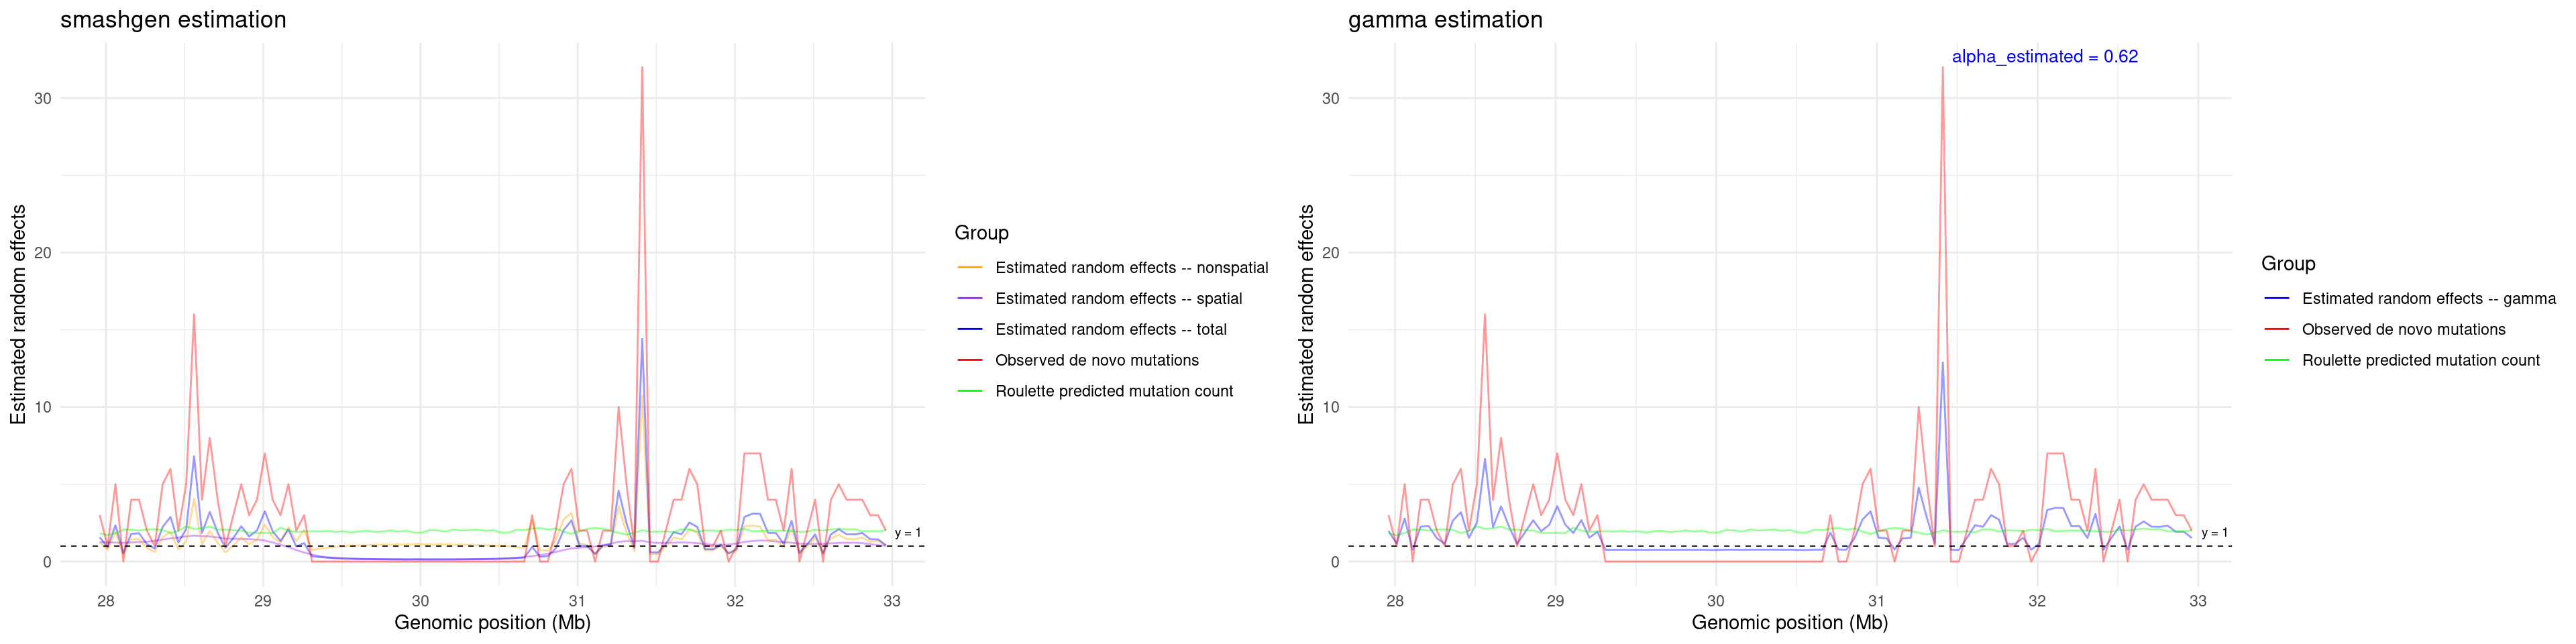 smashgen estimation
Estimated random effects
30
20
10
0
y = 1
28
29
30
31
32
33
Genomic position (Mb)
Group
Estimated random effects -- nonspatial
Estimated random effects -- spatial
Estimated random effects -- total
Observed de novo mutations
Roulette predicted mutation count
gamma estimation
alpha_estimated = 0.62
Estimated random effects
30
20
10
0
y = 1
28
29
30
31
32
33
Genomic position (Mb)
Group
Estimated random effects -- gamma
Observed de novo mutations
Roulette predicted mutation count